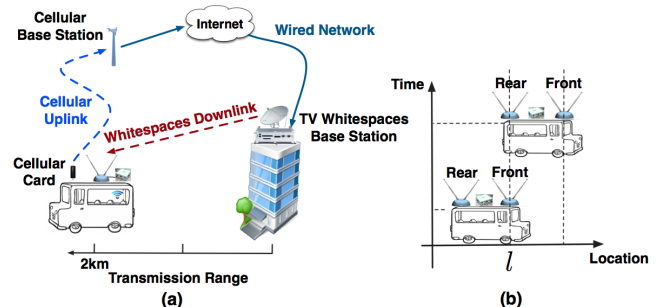 Cellular
Base Station
Internet
Wired Network
Cellular
Uplink
Whitespaces Downlink
TV Whitespaces
Base Station
Cellular
Card
2km
Transmission Range
(a)
Time
Rear Front
Rear Front
l
Location
(b)